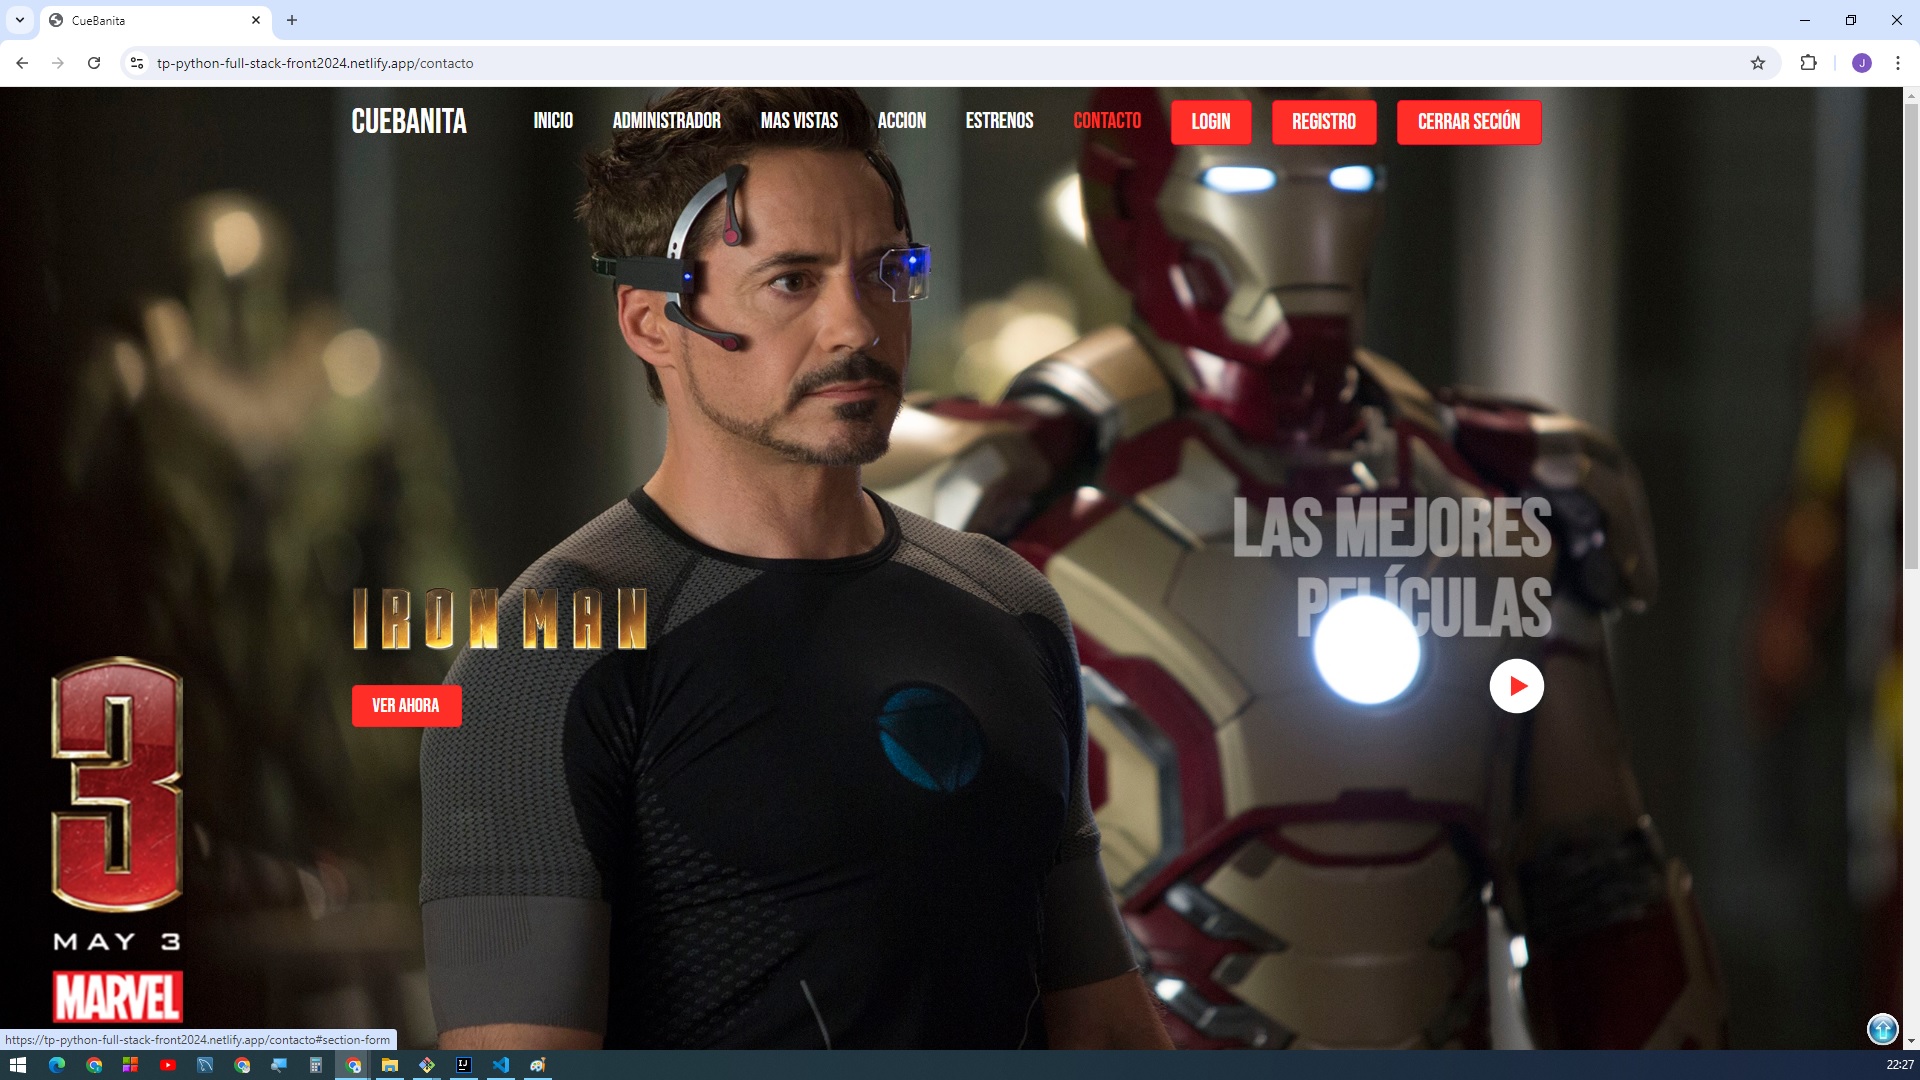 CueBanita
tp-python-full-stack-front2024.netlify.app/contacto
J
CUEBANITA INICIO ADMINISTRADOR MAS VISTAS ACCION ESTRENOS CONTACTO LOGIN REGISTRO CERRAR SECIÓN
LAS MEJORES
PELÍCULAS
IRON MAN
VER AHORA
3
MAY 3
MARVEL
https://tp-python-full-stack-front2024.netlify.app/contacto#section-form
IJ
22:27